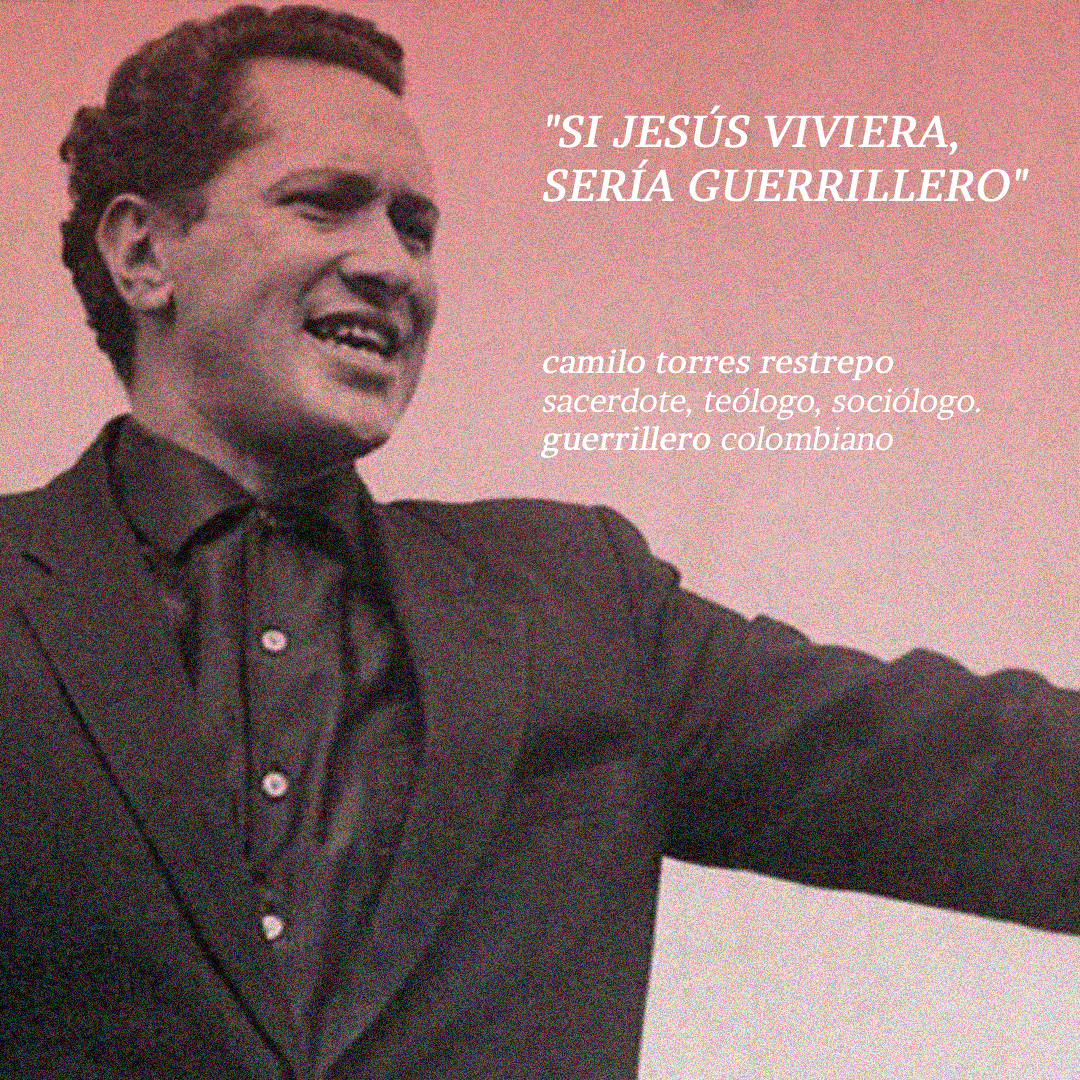 "SI JESÚS VIVIERA,
SERÍA GUERRILLERO"
camilo torres restrepo
sacerdote, teólogo, sociólogo.
guerrillero colombiano